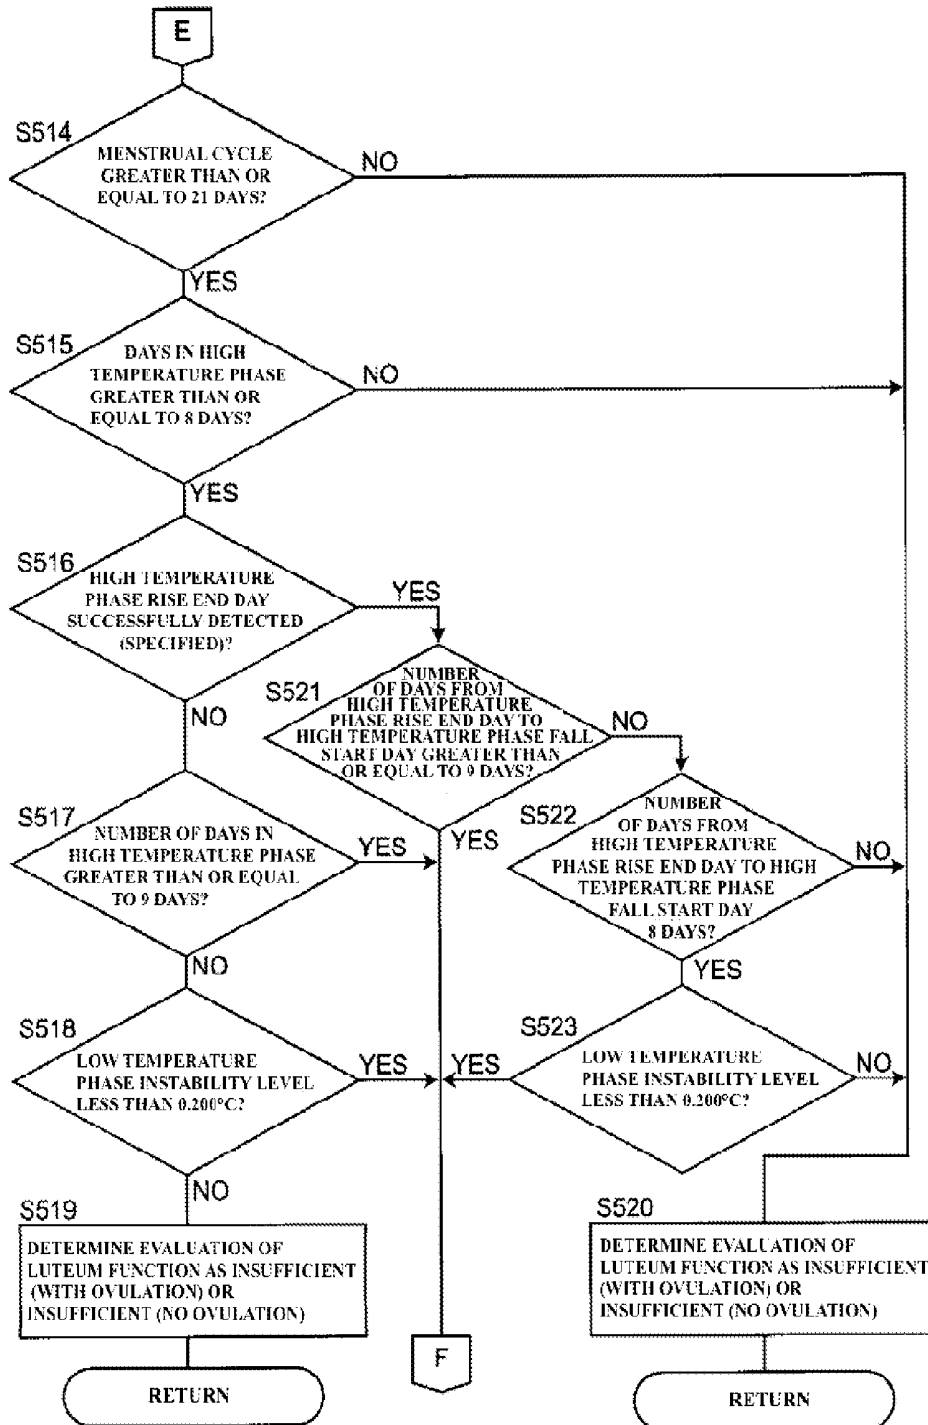 E
S514
MENSTRUAL CYCLE
GREATER THAN OR
EQUAL TO 21 DAYS?
NO
YES
S515
DAYS IN HIGH
TEMPERATURE PHASE
GREATER THAN OR
EQUAL TO 8 DAYS?
NO
YES
S516
HIGH TEMPERATURE
PHASE RISE END DAY
SUCCESSFULLY DETECTED
(SPECIFIED)?
YES
NO
S521
NUMBER
OF DAYS FROM
HIGH TEMPERATURE
PHASE RISE END DAY TO
HIGH TEMPERATURE PHASE FALL
START DAY GREATER THAN
OR EQUAL TO 9 DAYS?
NO
YES
S517
NUMBER OF DAYS IN
HIGH TEMPERATURE PHASE
GREATER THAN OR EQUAL
TO 9 DAYS?
YES
NO
S522
NUMBER
OF DAYS FROM
HIGH TEMPERATURE
PHASE RISE END DAY TO HIGH
TEMPERATURE PHASE
FALL START DAY
8 DAYS?
NO
YES
S518
LOW TEMPERATURE
PHASE INSTABILITY LEVEL
LESS THAN 0.200°C?
YES
NO
S523
LOW TEMPERATURE
PHASE INSTABILITY LEVEL
LESS THAN 0.200°C?
YES
NO
S519
DETERMINE EVALUATION OF
LUTEUM FUNCTION AS INSUFFICIENT
(WITH OVULATION) OR
INSUFFICIENT (NO OVULATION)
RETURN
F
S520
DETERMINE EVALUATION OF
LUTEUM FUNCTION AS INSUFFICIENT
(WITH OVULATION) OR
INSUFFICIENT (NO OVULATION)
RETURN